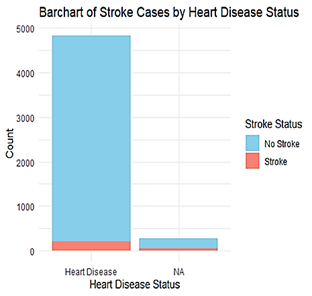 Barchart of Stroke Cases by Heart Disease Status
5000
4000
3000
2000
1000
0
Count
Heart Disease
NA
Heart Disease Status
Stroke Status
No Stroke
Stroke